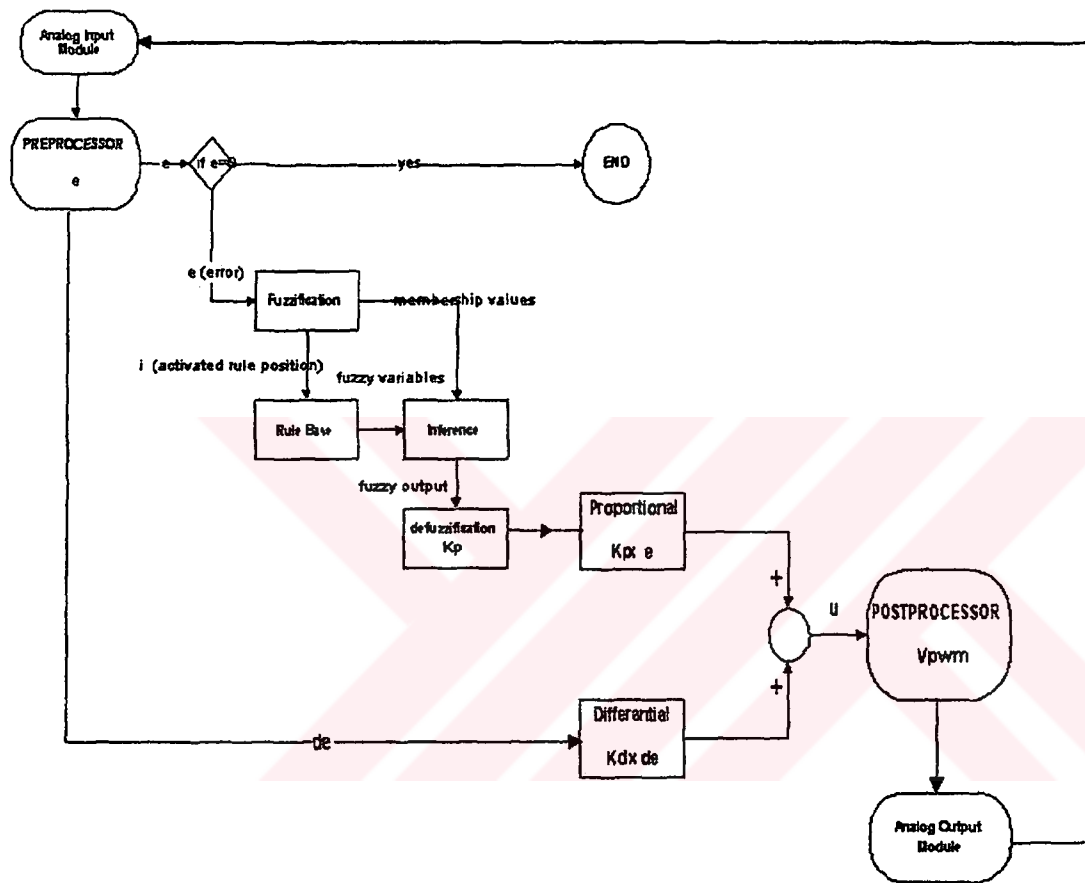 Analog Input
Module
PREPROCESSOR
e
e
if e=0
yes
END
e (error)
Fuzzification
membership values
i (activated rule position)
fuzzy variables
Rule Base
Inference
fuzzy output
defuzzification
Kp
Proportional
Kpx e
+
u
POSTPROCESSOR
Vpwm
+
Differential
Kdx de
de
Analog Output
Module